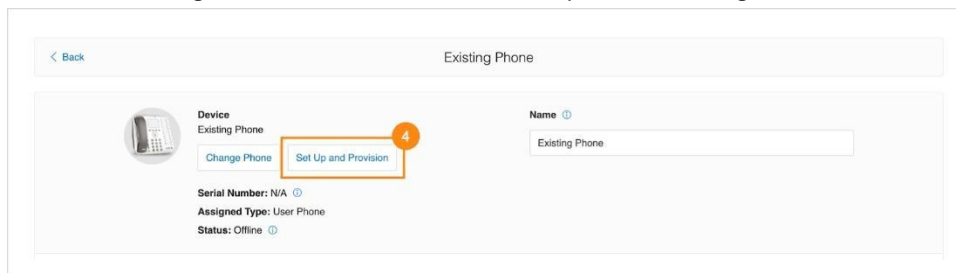 < Back
Existing Phone
Device
Existing Phone
4
Change Phone
Set Up and Provision
Serial Number: N/A
Assigned Type: User Phone
Status: Offline
Name
Existing Phone